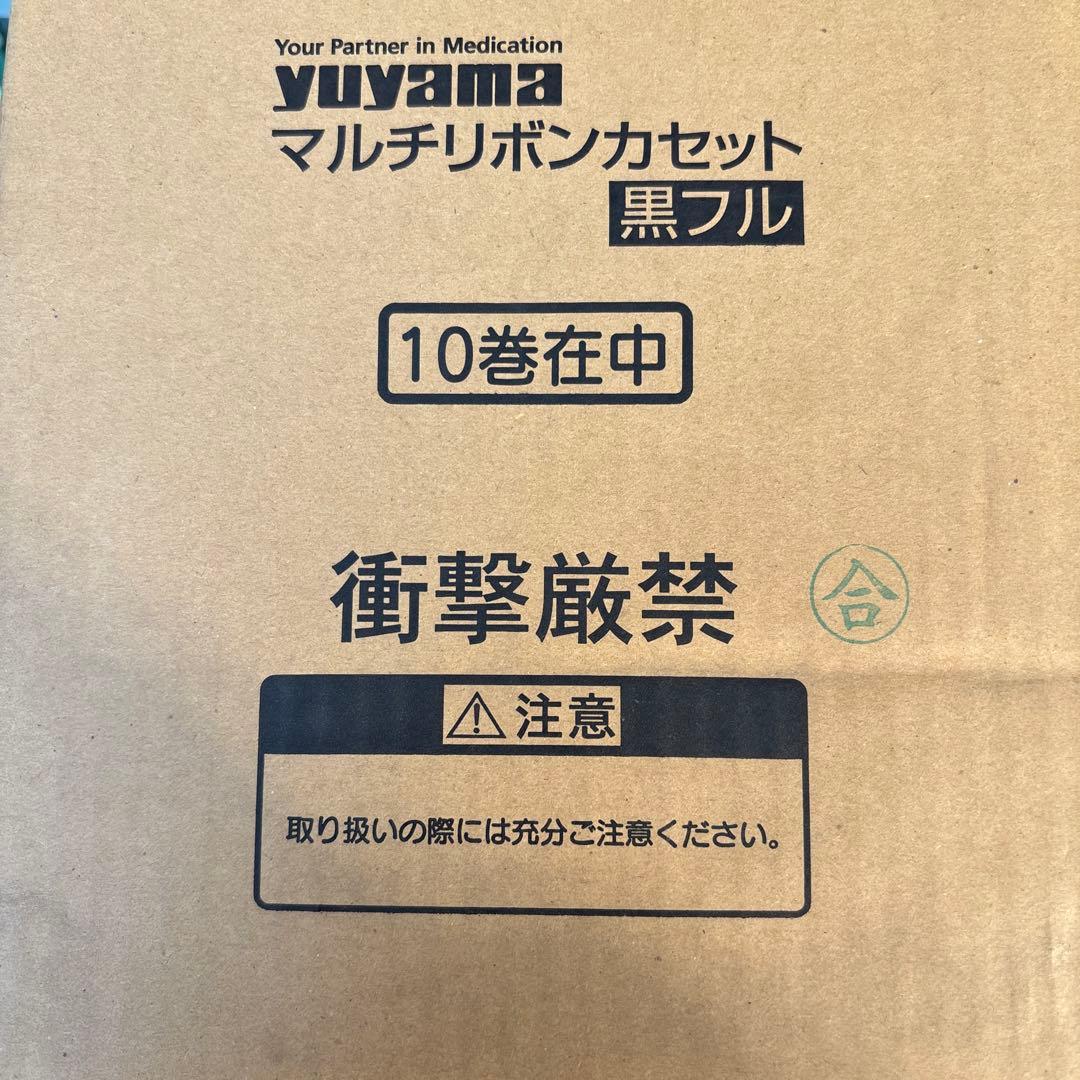 Your Partner in Medication
yuyama
マルチリボンカセット
黒フル
10巻在中
衝撃厳禁
合
注意
取り扱いの際には充分ご注意ください。